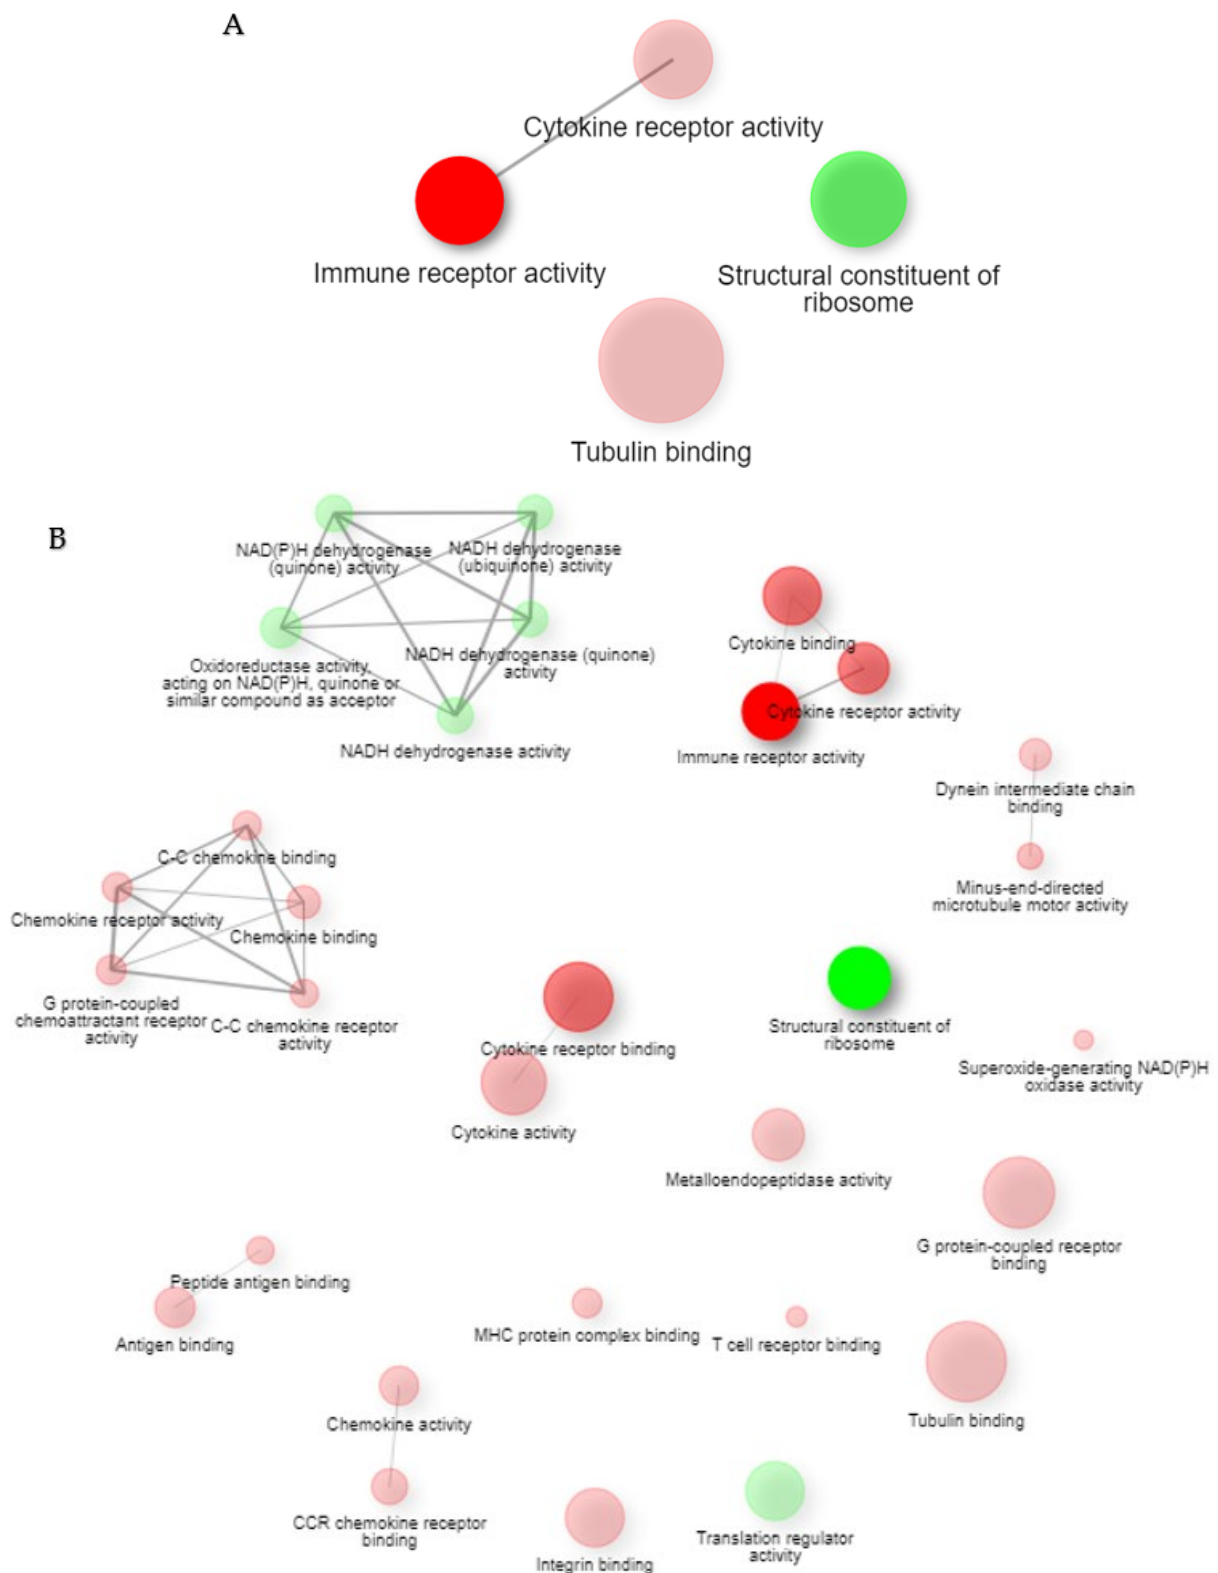 A
Cytokine receptor activity
Immune receptor activity
Structural constituent of
ribosome
Tubulin binding
B
NAD(P)H dehydrogenase
(quinone) activity
NADH dehydrogenase
(ubiquinone) activity
Oxidoreductase activity,
acting on NAD(P)H, quinone or
similar compound as acceptor
NADH dehydrogenase (quinone)
activity
NADH dehydrogenase activity
Cytokine binding
Cytokine receptor activity
Immune receptor activity
Dynein intermediate chain
binding
Minus-end-directed
microtubule motor activity
C-C chemokine binding
Chemokine receptor activity
Chemokine binding
G protein-coupled
chemoattractant receptor
activity
C-C chemokine receptor
activity
Cytokine receptor binding
Cytokine activity
Structural constituent of
ribosome
Superoxide-generating NAD(P)H
oxidase activity
Metalloendopeptidase activity
G protein-coupled receptor
binding
Peptide antigen binding
Antigen binding
MHC protein complex binding
T cell receptor binding
Tubulin binding
Chemokine activity
CCR chemokine receptor
binding
Integrin binding
Translation regulator
activity